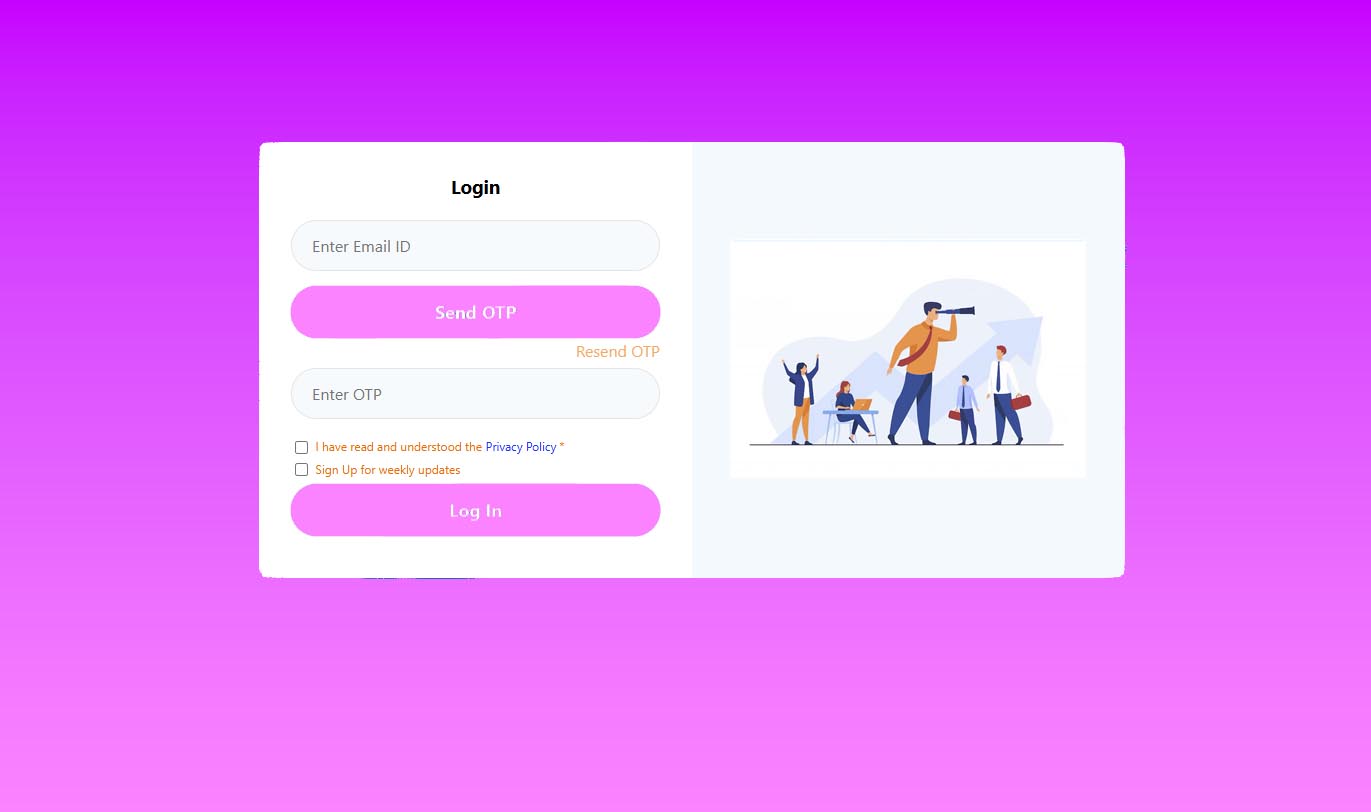 Login
Enter Email ID
Send OTP
Resend OTP
Enter OTP
I have read and understood the Privacy Policy *
Sign Up for weekly updates
Log In